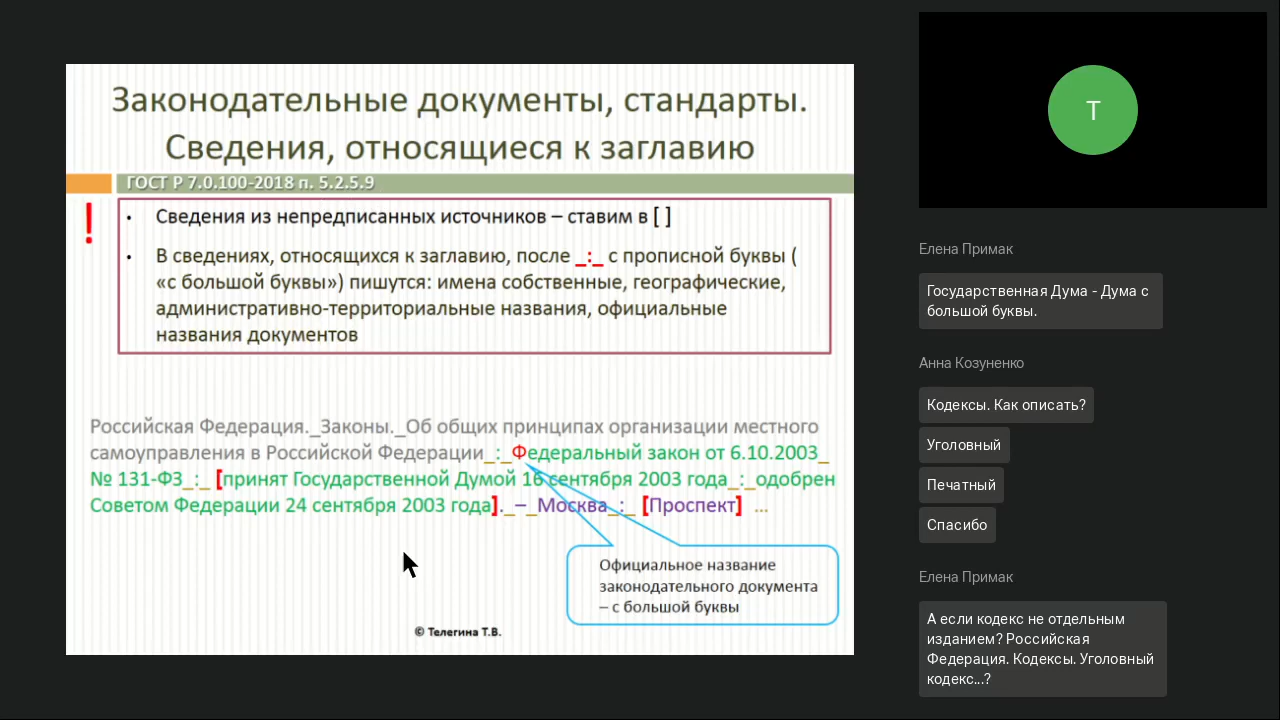 Законодательные документы, стандарты.
Сведения, относящиеся к заглавию
ГОСТ Р 7.0.100-2018 п. 5.2.5.9
!
• Сведения из непредписанных источников – ставим в [ ]
• В сведениях, относящихся к заглавию, после _:_ с прописной буквы (
«с большой буквы») пишутся: имена собственные, географические,
административно-территориальные названия, официальные
названия документов
Российская Федерация._Законы._Об общих принципах организации местного
самоуправления в Российской Федерации_:_Федеральный закон от 6.10.2003_
№ 131-ФЗ_:_ [принят Государственной Думой 16 сентября 2003 года_:_одобрен
Советом Федерации 24 сентября 2003 года]._–_Москва_:_ [Проспект] ...
Официальное название
законодательного документа
– с большой буквы
© Телегина Т.В.
Т
Елена Примак
Государственная Дума - Дума с
большой буквы.
Анна Козуненко
Кодексы. Как описать?
Уголовный
Печатный
Спасибо
Елена Примак
А если кодекс не отдельным
изданием? Российская
Федерация. Кодексы. Уголовный
кодекс...?